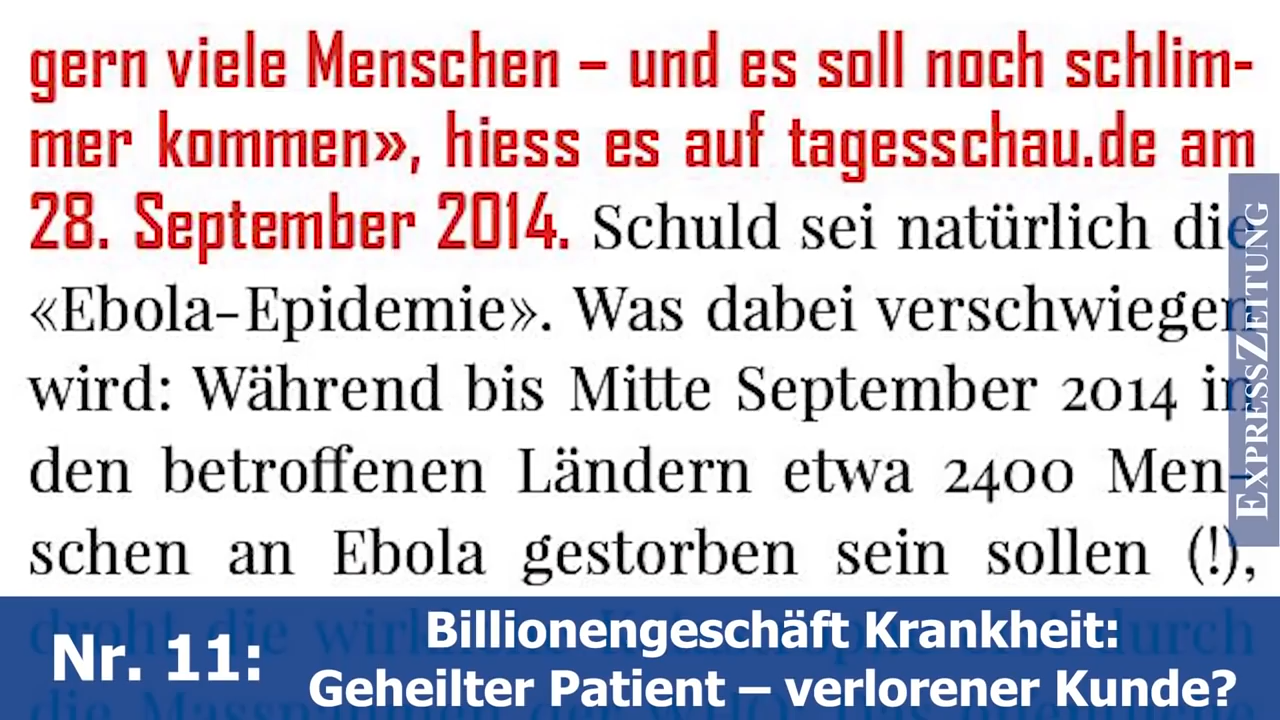 gern viele Menschen – und es soll noch schlim-
mer kommen», hiess es auf tagesschau.de am
28. September 2014. Schuld sei natürlich die
«Ebola-Epidemie». Was dabei verschwiegen
wird: Während bis Mitte September 2014 in
den betroffenen Ländern etwa 2400 Men-
schen an Ebola gestorben sein sollen (!),
droht die
EXPRESSZEITUNG
Nr. 11:
Billionengeschäft Krankheit:
Geheilter Patient – verlorener Kunde?